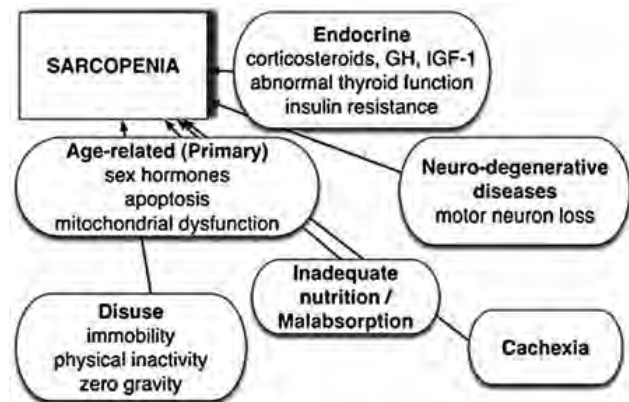 SARCOPENIA
Endocrine
corticosteroids, GH, IGF-1
abnormal thyroid function
insulin resistance
Age-related (Primary)
sex hormones
apoptosis
mitochondrial dysfunction
Neuro-degenerative
diseases
motor neuron loss
Inadequate
nutrition /
Malabsorption
Disuse
immobility
physical inactivity
zero gravity
Cachexia